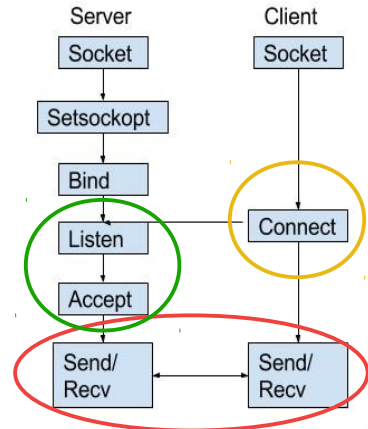 Server Client
Socket Socket
Setsockopt
Bind
Listen Connect
Accept
Send/ Send/
Recv Recv